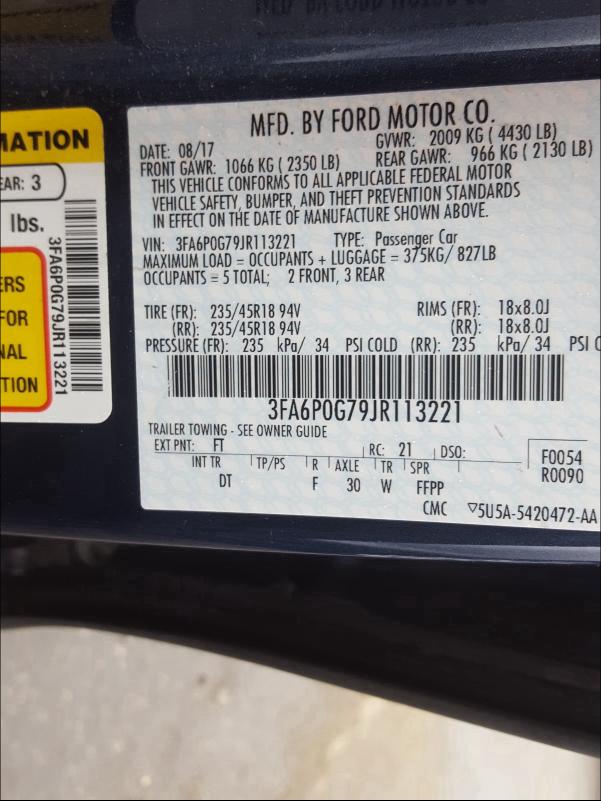 MFD. BY FORD MOTOR CO.
DATE: 08/17 GVWR: 2009 KG ( 4430 LB)
FRONT GAWR: 1066 KG ( 2350 LB) REAR GAWR: 966 KG ( 2130 LB)
THIS VEHICLE CONFORMS TO ALL APPLICABLE FEDERAL MOTOR
VEHICLE SAFETY, BUMPER, AND THEFT PREVENTION STANDARDS
IN EFFECT ON THE DATE OF MANUFACTURE SHOWN ABOVE.
VIN: 3FA6P0G79JR113221 TYPE: Passenger Car
MAXIMUM LOAD = OCCUPANTS + LUGGAGE = 375KG/ 827LB
OCCUPANTS = 5 TOTAL; 2 FRONT, 3 REAR
TIRE (FR): 235/45R18 94V RIMS (FR): 18x8.0J
(RR): 235/45R18 94V (RR): 18x8.0J
PRESSURE (FR): 235 kPa/ 34 PSI COLD (RR): 235 kPa/ 34 PSI C
3FA6P0G79JR113221
TRAILER TOWING - SEE OWNER GUIDE
EXT PNT: FT RC: 21 DSO: F0054
INT TR TP/PS R AXLE TR SPR R0090
DT F 30 W FFPP
CMC ▽5U5A-5420472-AA
MATION
EAR: 3
lbs.
ERS
FOR
NAL
TION
3FA6P0G79JR113221